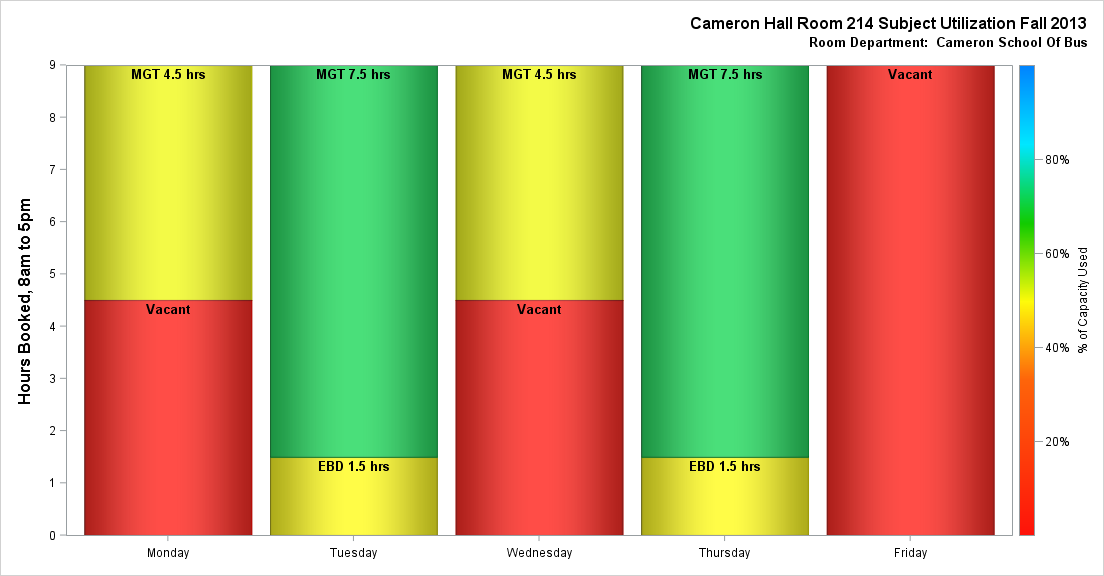 Cameron Hall Room 214 Subject Utilization Fall 2013
Room Department: Cameron School Of Bus
Hours Booked, 8am to 5pm
9
8
7
6
5
4
3
2
1
0
MGT 4.5 hrs
Vacant
MGT 7.5 hrs
EBD 1.5 hrs
MGT 4.5 hrs
Vacant
MGT 7.5 hrs
EBD 1.5 hrs
Vacant
Monday
Tuesday
Wednesday
Thursday
Friday
80%
60%
40%
20%
% of Capacity Used